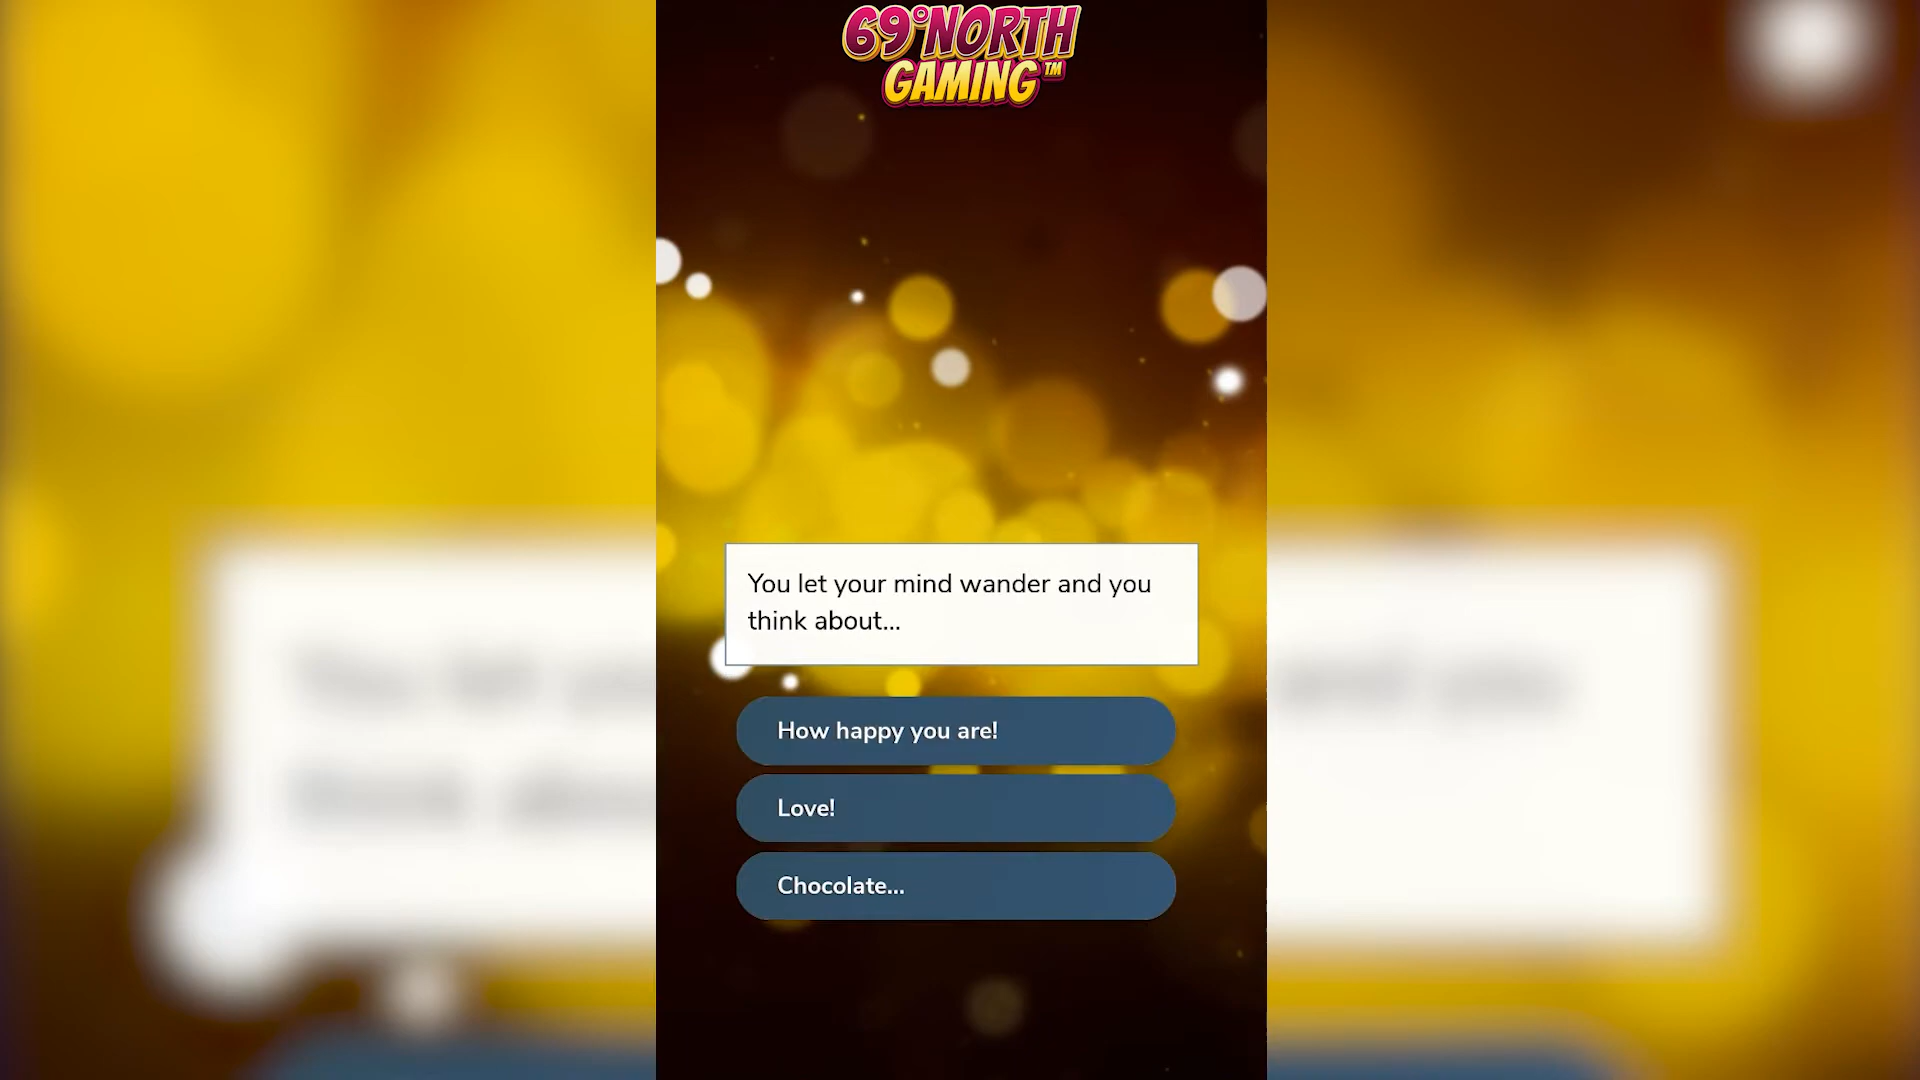 69°NORTH
GAMING™
You let your mind wander and you
think about...
How happy you are!
Love!
Chocolate...